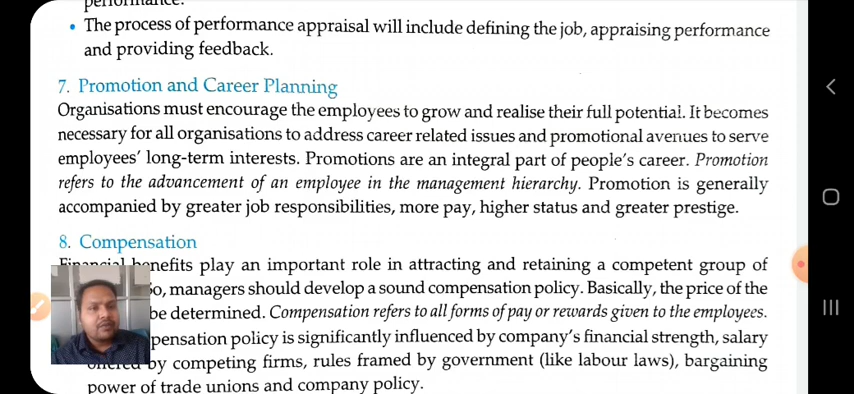 performance.
• The process of performance appraisal will include defining the job, appraising performance
and providing feedback.
7. Promotion and Career Planning
Organisations must encourage the employees to grow and realise their full potential. It becomes
necessary for all organisations to address career related issues and promotional avenues to serve
employees' long-term interests. Promotions are an integral part of people's career. Promotion
refers to the advancement of an employee in the management hierarchy. Promotion is generally
accompanied by greater job responsibilities, more pay, higher status and greater prestige.
8. Compensation
Financial benefits play an important role in attracting and retaining a competent group of
So, managers should develop a sound compensation policy. Basically, the price of the
be determined. Compensation refers to all forms of pay or rewards given to the employees.
pensation policy is significantly influenced by company's financial strength, salary
offered by competing firms, rules framed by government (like labour laws), bargaining
power of trade unions and company policy.